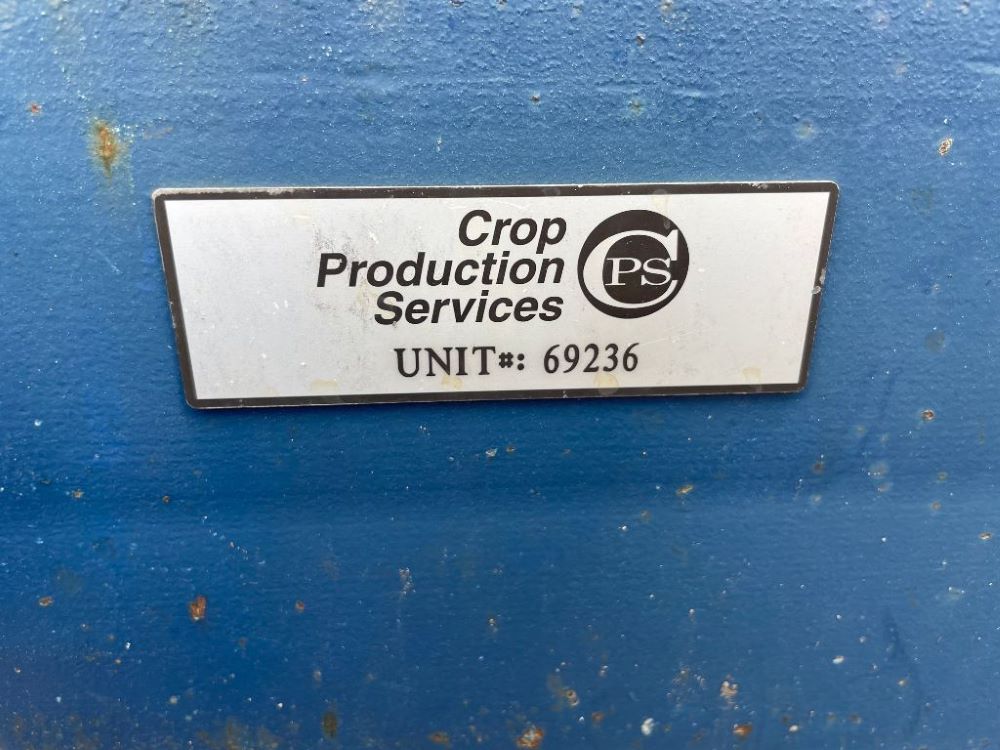 Crop
Production
Services
CPS
UNIT#: 69236